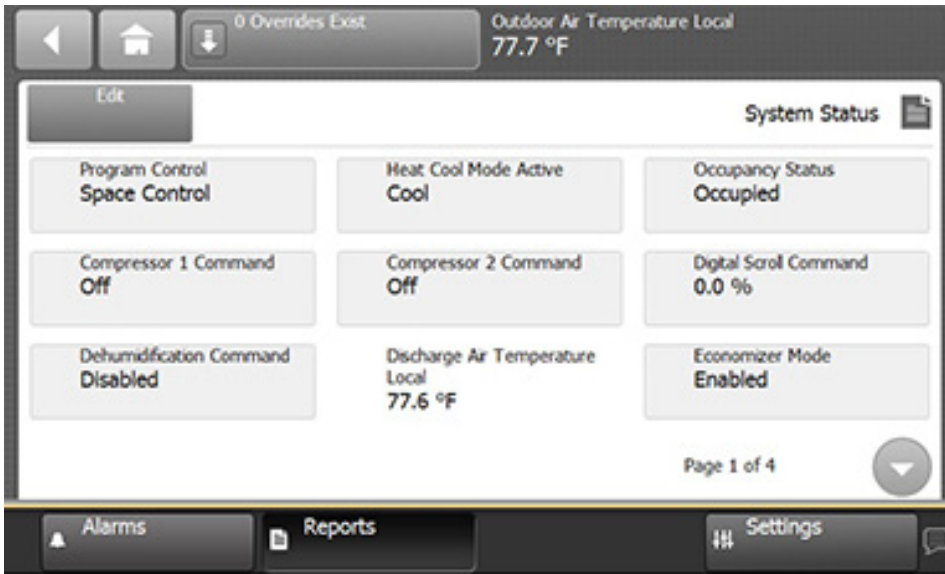 0 Overrides Exist
Outdoor Air Temperature Local
77.7 °F
Edit
System Status
Program Control
Space Control
Heat Cool Mode Active
Cool
Occupancy Status
Occupied
Compressor 1 Command
Off
Compressor 2 Command
Off
Digital Scroll Command
0.0 %
Dehumidification Command
Disabled
Discharge Air Temperature
Local
77.6 °F
Economizer Mode
Enabled
Page 1 of 4
Alarms
Reports
Settings